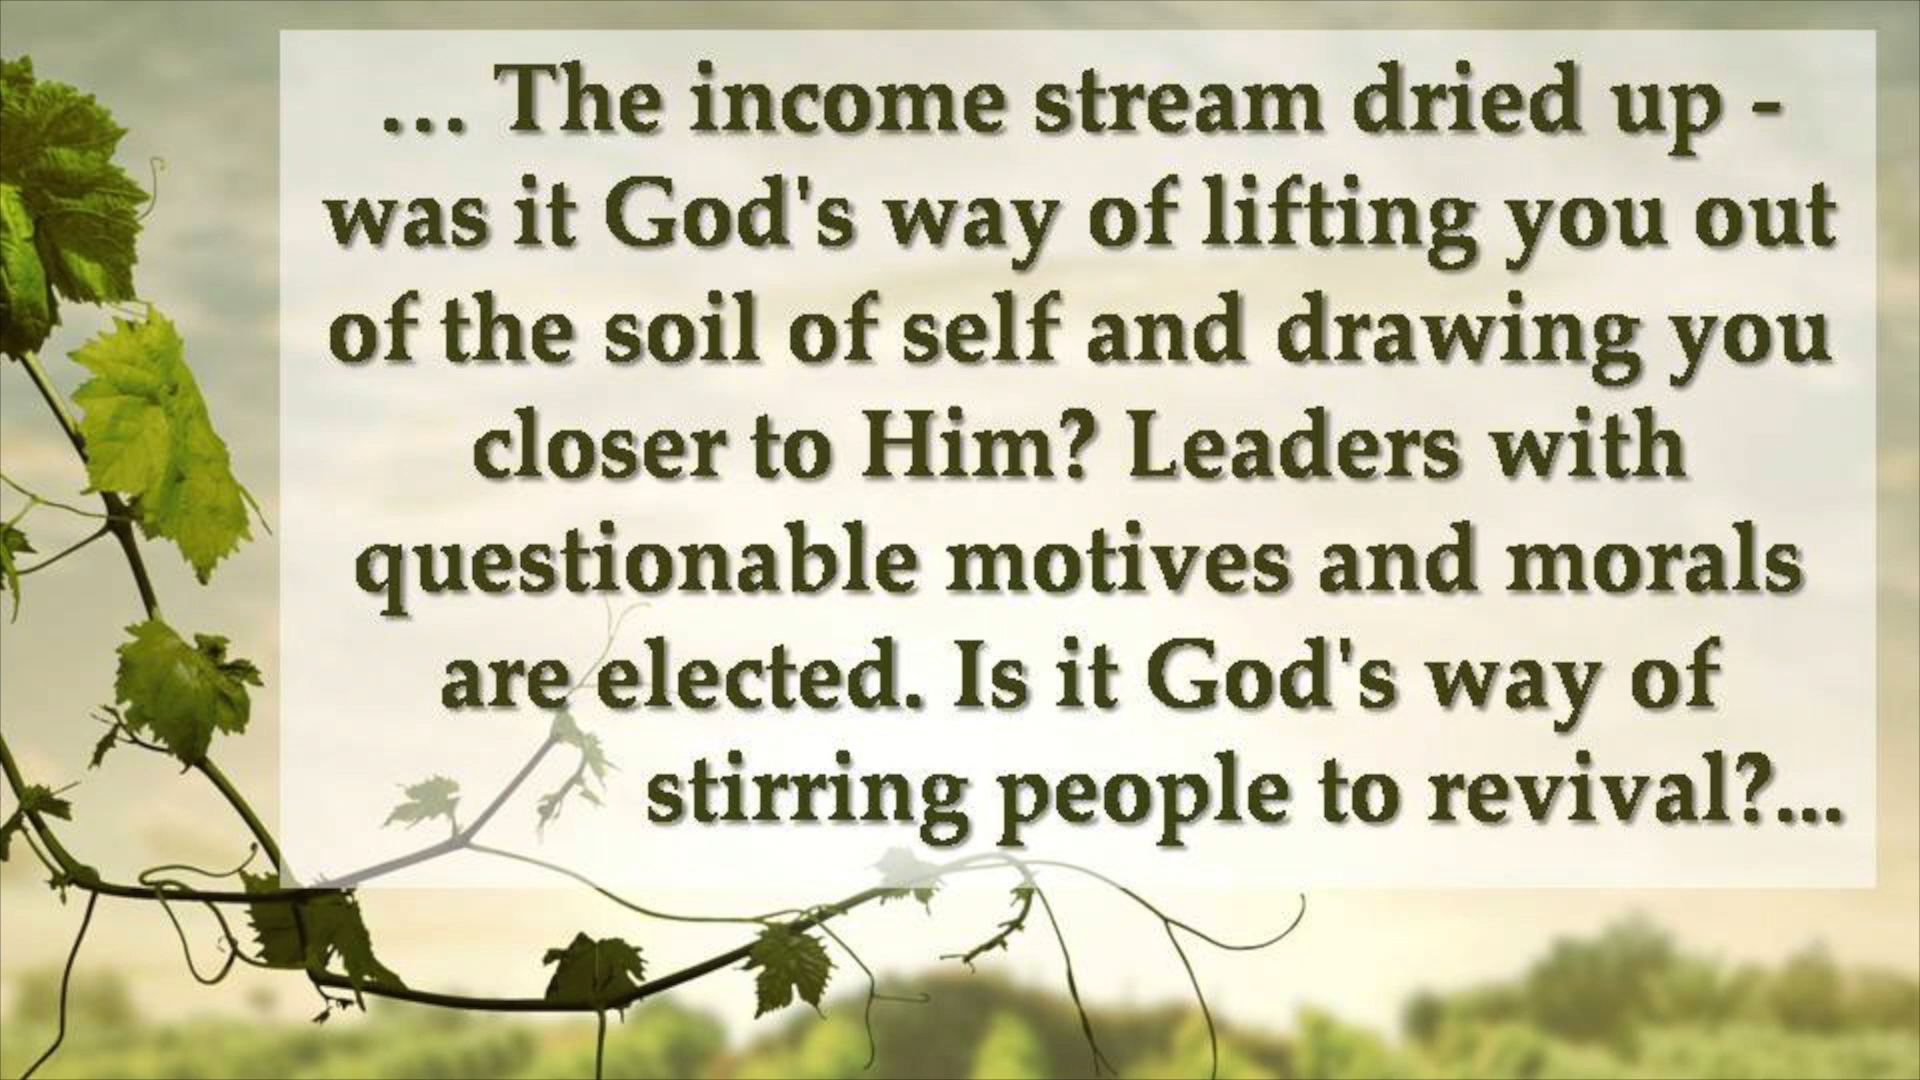 ... The income stream dried up -
was it God's way of lifting you out
of the soil of self and drawing you
closer to Him? Leaders with
questionable motives and morals
are elected. Is it God's way of
stirring people to revival?...